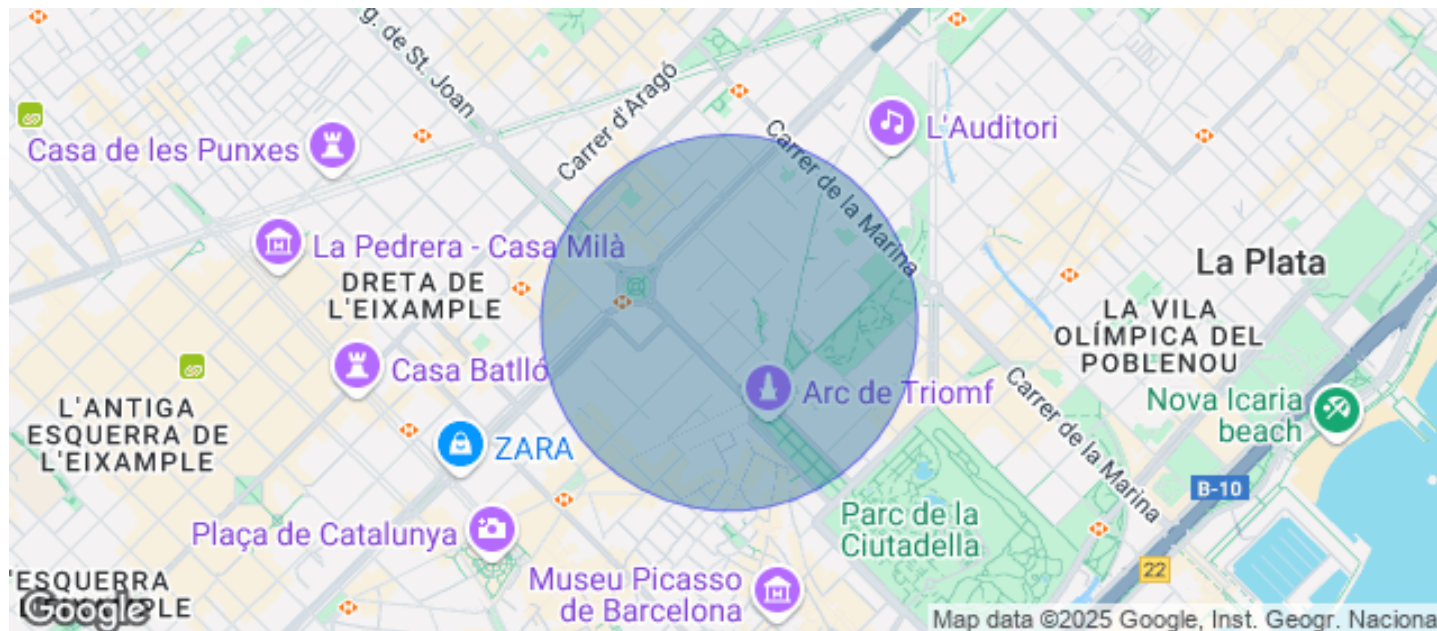 g. de St. Joan
Carrer d'Aragó
Casa de les Punxes
L'Auditori
Carrer de la Marina
La Pedrera - Casa Milà
DRETA DE
L'EIXAMPLE
La Plata
LA VILA
OLÍMPICA DEL
POBLENOU
Casa Batlló
Arc de Triomf
Carrer de la Marina
Nova Icaria
beach
L'ANTIGA
ESQUERRA DE
L'EIXAMPLE
ZARA
B-10
Plaça de Catalunya
Parc de la
Ciutadella
22
'ESQUERRA
Museu Picasso
de Barcelona
Google
Map data ©2025 Google, Inst. Geogr. Naciona